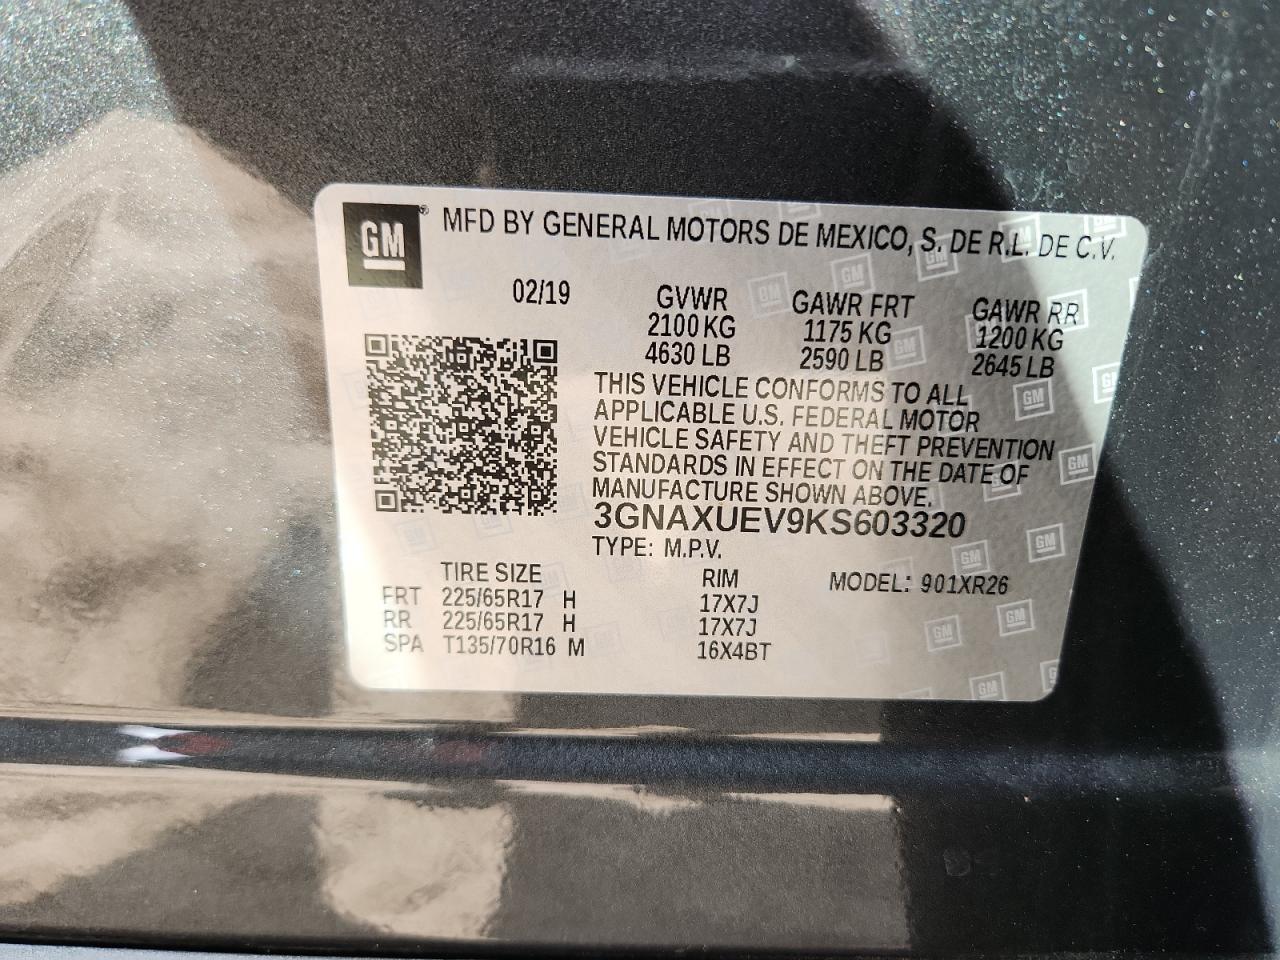 GM® MFD BY GENERAL MOTORS DE MEXICO, S. DE R.L. DE C.V.
02/19 GVWR GAWR FRT GAWR RR
2100 KG 1175 KG 1200 KG
4630 LB 2590 LB 2645 LB
THIS VEHICLE CONFORMS TO ALL
APPLICABLE U.S. FEDERAL MOTOR
VEHICLE SAFETY AND THEFT PREVENTION
STANDARDS IN EFFECT ON THE DATE OF
MANUFACTURE SHOWN ABOVE.
3GNAXUEV9KS603320
TYPE: M.P.V.
TIRE SIZE RIM MODEL: 901XR26
FRT 225/65R17 H 17X7J
RR 225/65R17 H 17X7J
SPA T135/70R16 M 16X4BT